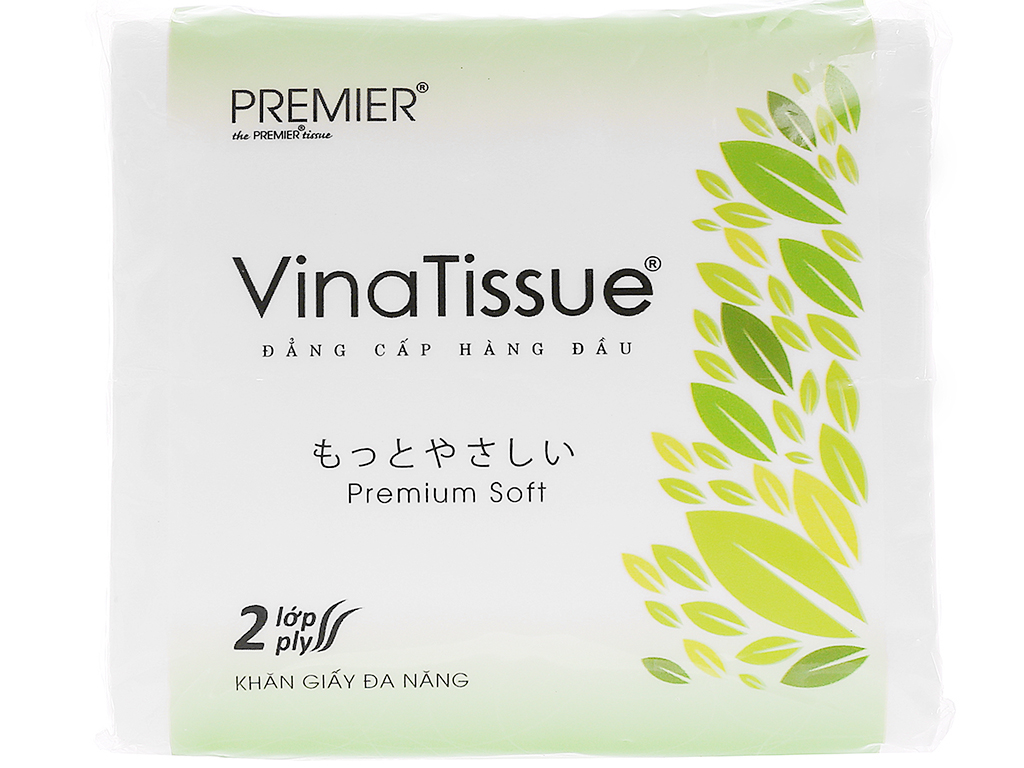 PREMIER®
the PREMIER® tissue
VinaTissue®
ĐẲNG CẤP HÀNG ĐẦU
もっとやさしい
Premium Soft
2 lớp
ply
KHĂN GIẤY ĐA NĂNG